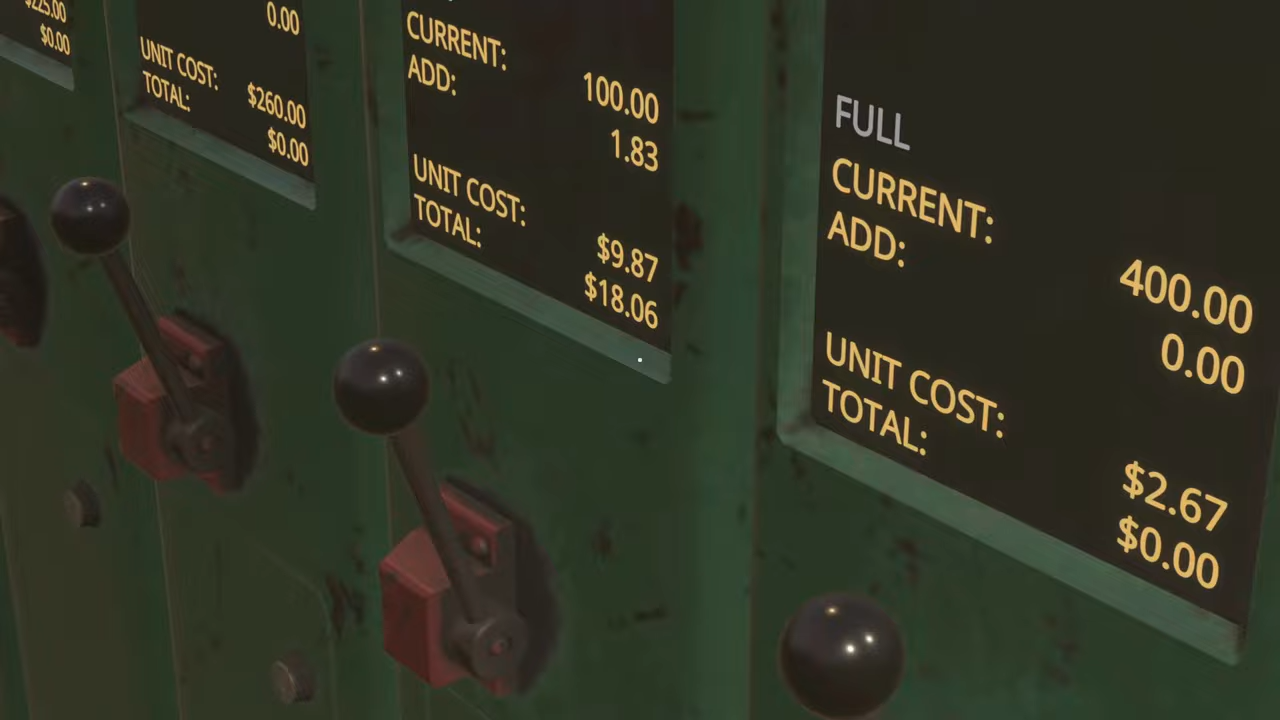 $225.00
$0.00
0.00
UNIT COST:
$260.00
TOTAL:
$0.00
CURRENT:
100.00
ADD:
1.83
UNIT COST:
$9.87
TOTAL:
$18.06
FULL
CURRENT:
400.00
ADD:
0.00
UNIT COST:
$2.67
TOTAL:
$0.00